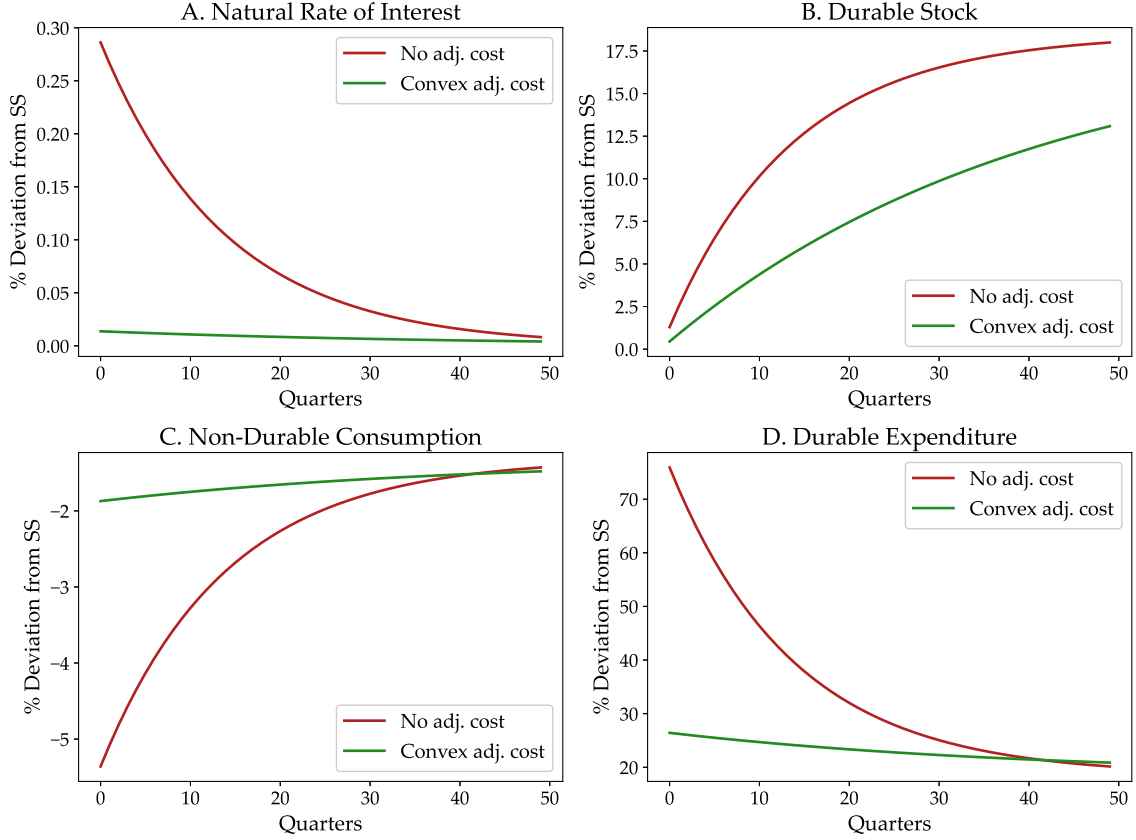 A. Natural Rate of Interest
% Deviation from SS
0.30
0.25
0.20
0.15
0.10
0.05
0.00
No adj. cost
Convex adj. cost
0 10 20 30 40 50
Quarters
B. Durable Stock
% Deviation from SS
17.5
15.0
12.5
10.0
7.5
5.0
2.5
0.0
No adj. cost
Convex adj. cost
0 10 20 30 40 50
Quarters
C. Non-Durable Consumption
% Deviation from SS
−2
−3
−4
−5
No adj. cost
Convex adj. cost
0 10 20 30 40 50
Quarters
D. Durable Expenditure
% Deviation from SS
70
60
50
40
30
20
No adj. cost
Convex adj. cost
0 10 20 30 40 50
Quarters